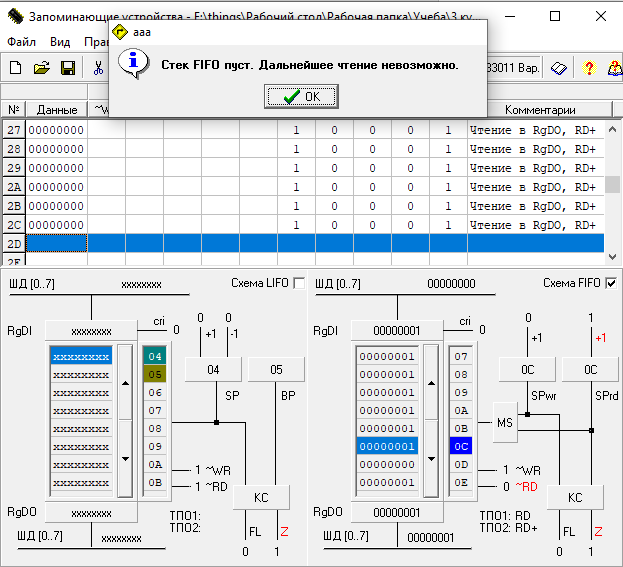 Запоминающие устройства - E:\things\Рабочий стол\Рабочая папка\Учеба\3 ку
Файл Вид
aaa
Стек FIFO пуст. Дальнейшее чтение невозможно.
OK
33011 Вар.
№ Данные Комментарии
27 00000000 1 0 0 0 1 Чтение в RgDO, RD+
28 00000000 1 0 0 0 1 Чтение в RgDO, RD+
29 00000000 1 0 0 0 1 Чтение в RgDO, RD+
2A 00000000 1 0 0 0 1 Чтение в RgDO, RD+
2B 00000000 1 0 0 0 1 Чтение в RgDO, RD+
2C 00000000 1 0 0 0 1 Чтение в RgDO, RD+
2D
2E
ШД [0..7] xxxxxxxx Схема LIFO
RgDI xxxxxxxx cri 0 0 0
+1 -1
xxxxxxxx 04
xxxxxxxx 05
xxxxxxxx 06
xxxxxxxx 07
xxxxxxxx 08
xxxxxxxx 09
xxxxxxxx 0A
xxxxxxxx 0B
04 05
SP BP
1 ~WR
1 ~RD
КС
RgDO xxxxxxxx
ТПО1:
ТПО2:
FL Z
ШД [0..7] xxxxxxxx
0 1
ШД [0..7] 00000000 Схема FIFO
RgDI 00000001 cri 0 0 1
+1 +1
00000001 07
00000001 08
00000001 09
00000001 0A
00000001 0B
00000001 0C
00000000 0D
00000000 0E
0C 0C
SPwr SPrd
MS
1 ~WR
0 ~RD
КС
RgDO 00000001
ТПО1: RD
ТПО2: RD+
FL Z
ШД [0..7] 00000001
0 1